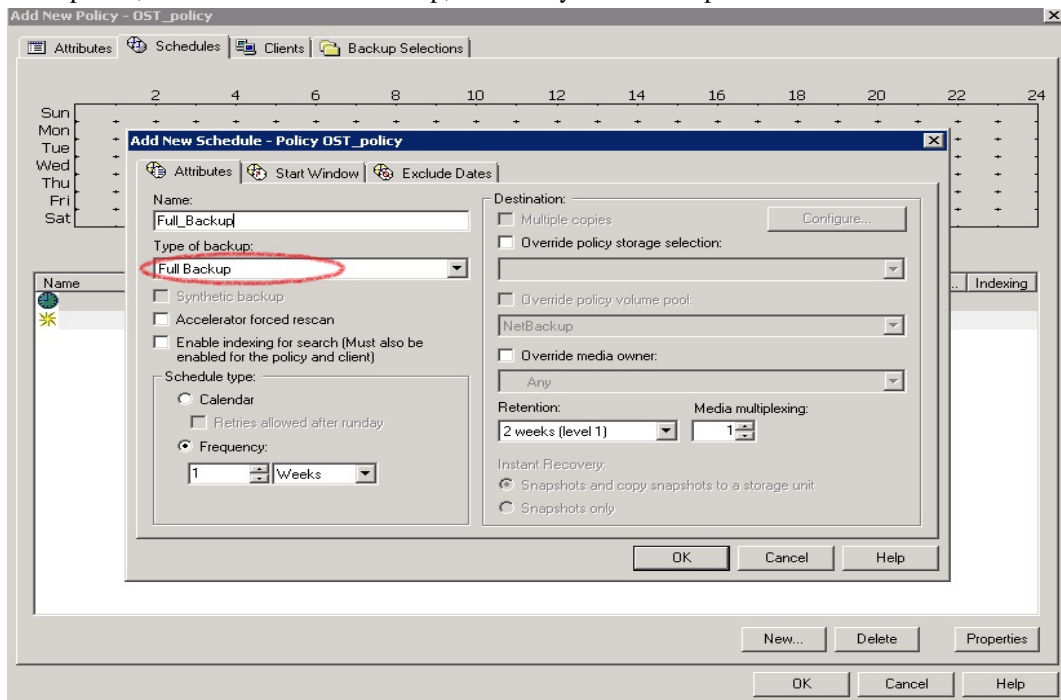 Add New Policy - OST_policy
Attributes Schedules Clients Backup Selections
2 4 6 8 10 12 14 16 18 20 22 24
Sun
Mon
Tue
Wed
Thu
Fri
Sat
Add New Schedule - Policy OST_policy
Attributes Start Window Exclude Dates
Name:
Full_Backup
Type of backup:
Full Backup
Synthetic backup
Accelerator forced rescan
Enable indexing for search (Must also be
enabled for the policy and client)
Schedule type:
Calendar
Retries allowed after runday
Frequency:
1 Weeks
Destination:
Multiple copies Configure...
Override policy storage selection:
Override policy volume pool:
NetBackup
Override media owner:
Any
Retention: Media multiplexing:
2 weeks (level 1) 1
Instant Recovery:
Snapshots and copy snapshots to a storage unit
Snapshots only
OK Cancel Help
Name .. Indexing
New... Delete Properties
OK Cancel Help